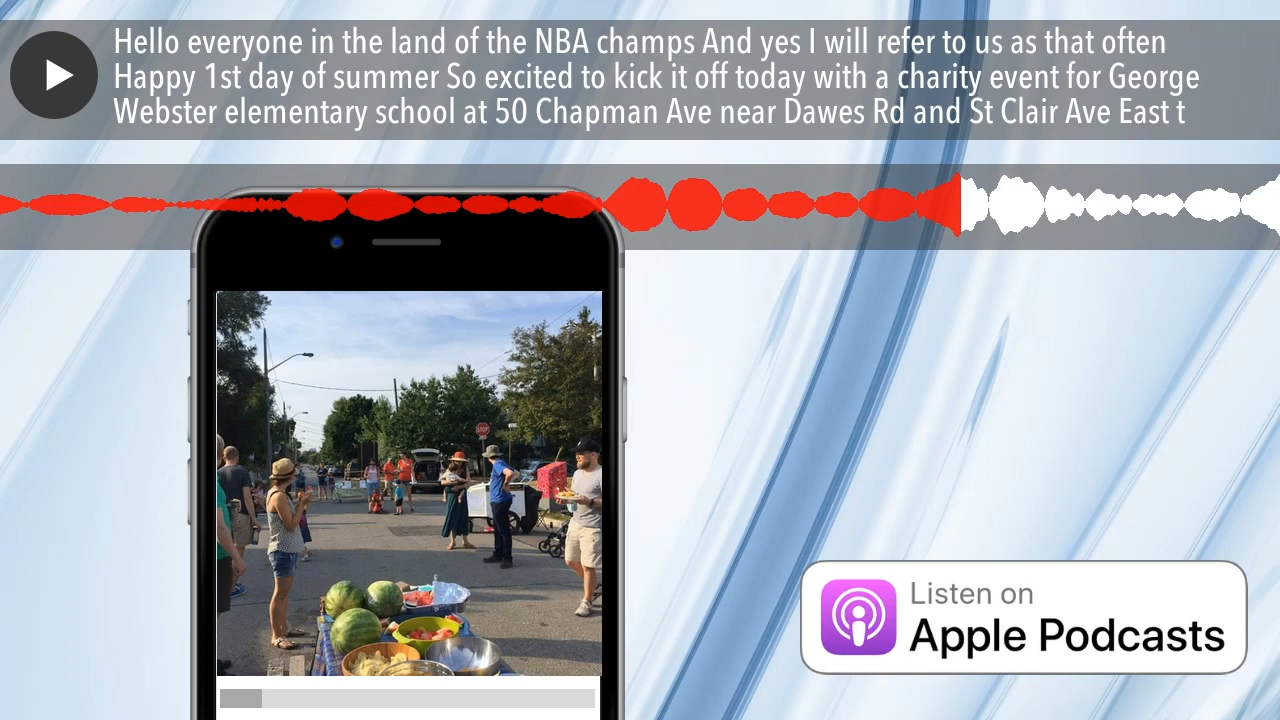 Hello everyone in the land of the NBA champs And yes I will refer to us as that often
Happy 1st day of summer So excited to kick it off today with a charity event for George
Webster elementary school at 50 Chapman Ave near Dawes Rd and St Clair Ave East t
STOP
Listen on
Apple Podcasts